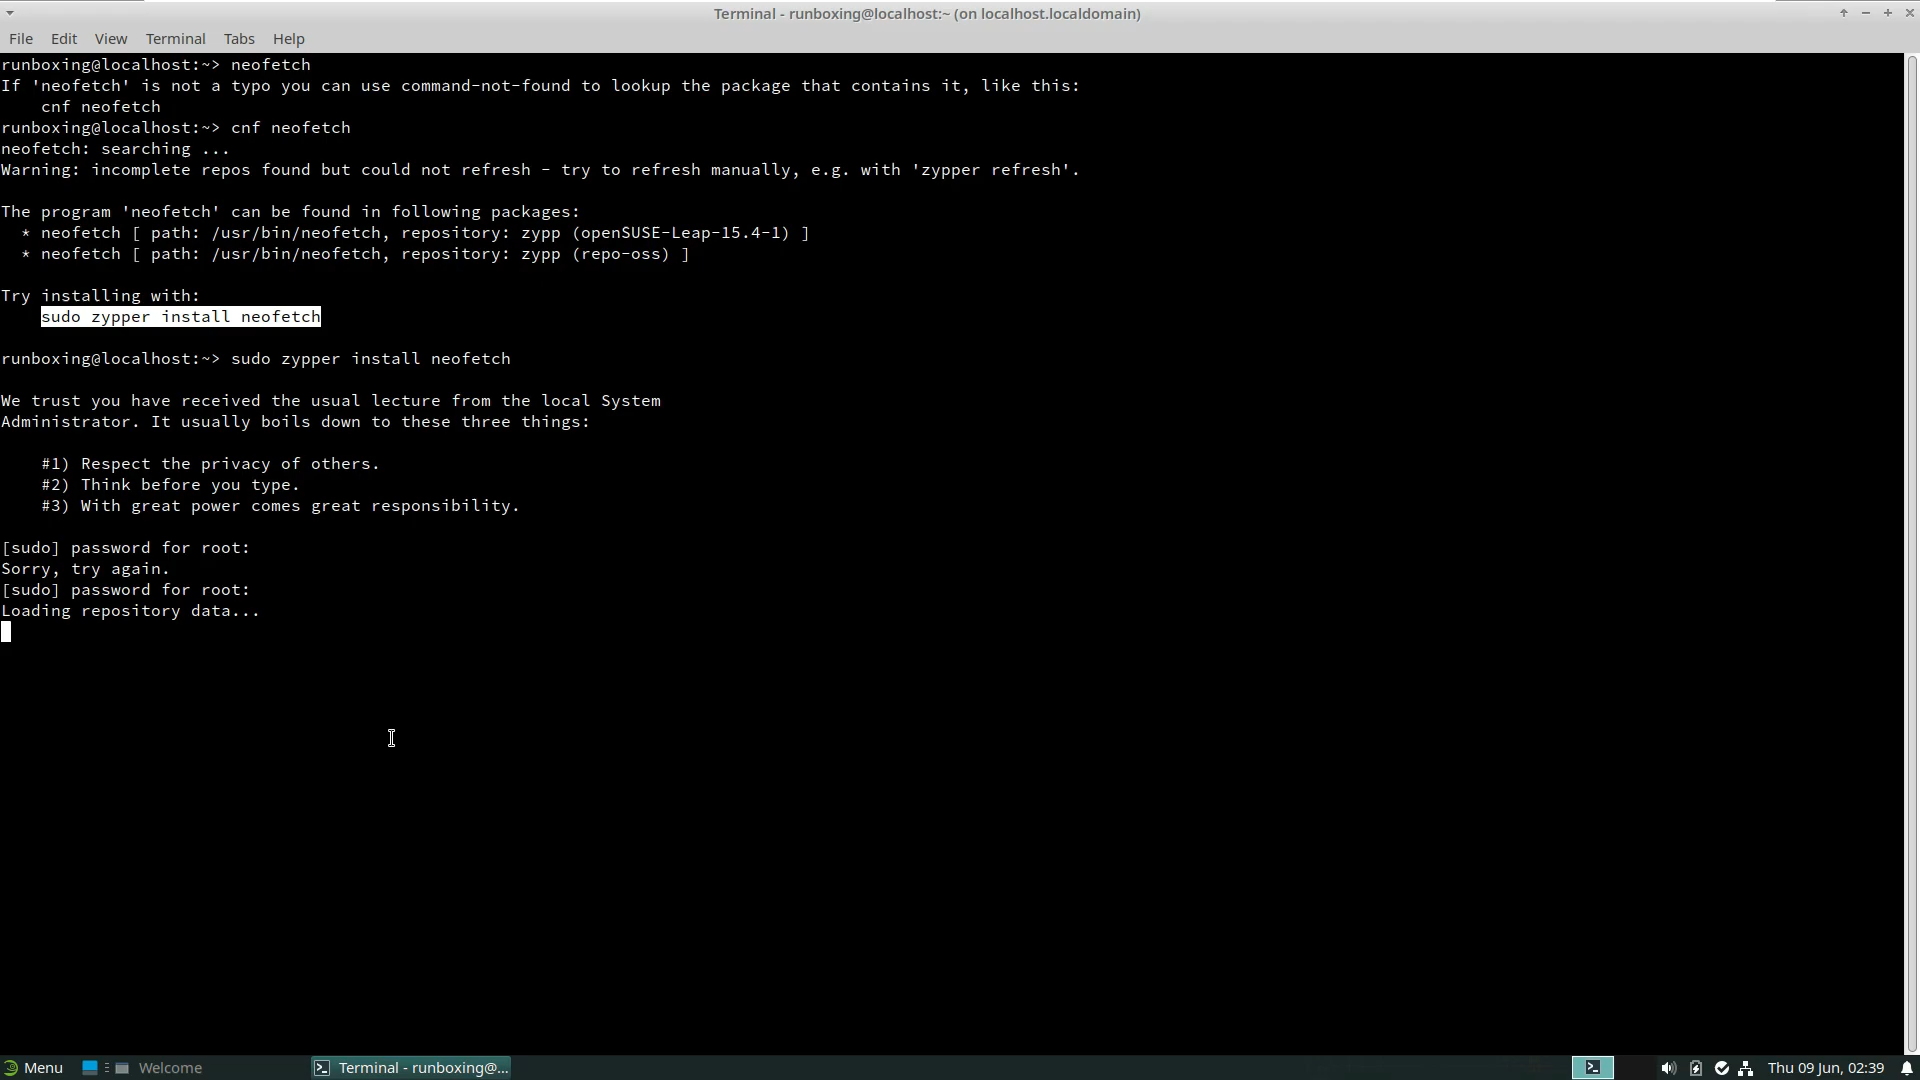 Terminal - runboxing@localhost:~ (on localhost.localdomain)
File Edit View Terminal Tabs Help
runboxing@localhost:~> neofetch
If 'neofetch' is not a typo you can use command-not-found to lookup the package that contains it, like this:
    cnf neofetch
runboxing@localhost:~> cnf neofetch
neofetch: searching ...
Warning: incomplete repos found but could not refresh - try to refresh manually, e.g. with 'zypper refresh'.
The program 'neofetch' can be found in following packages:
  * neofetch [ path: /usr/bin/neofetch, repository: zypp (openSUSE-Leap-15.4-1) ]
  * neofetch [ path: /usr/bin/neofetch, repository: zypp (repo-oss) ]
Try installing with:
    sudo zypper install neofetch
runboxing@localhost:~> sudo zypper install neofetch
We trust you have received the usual lecture from the local System
Administrator. It usually boils down to these three things:
    #1) Respect the privacy of others.
    #2) Think before you type.
    #3) With great power comes great responsibility.
[sudo] password for root:
Sorry, try again.
[sudo] password for root:
Loading repository data...
Menu Welcome Terminal - runboxing@... Thu 09 Jun, 02:39